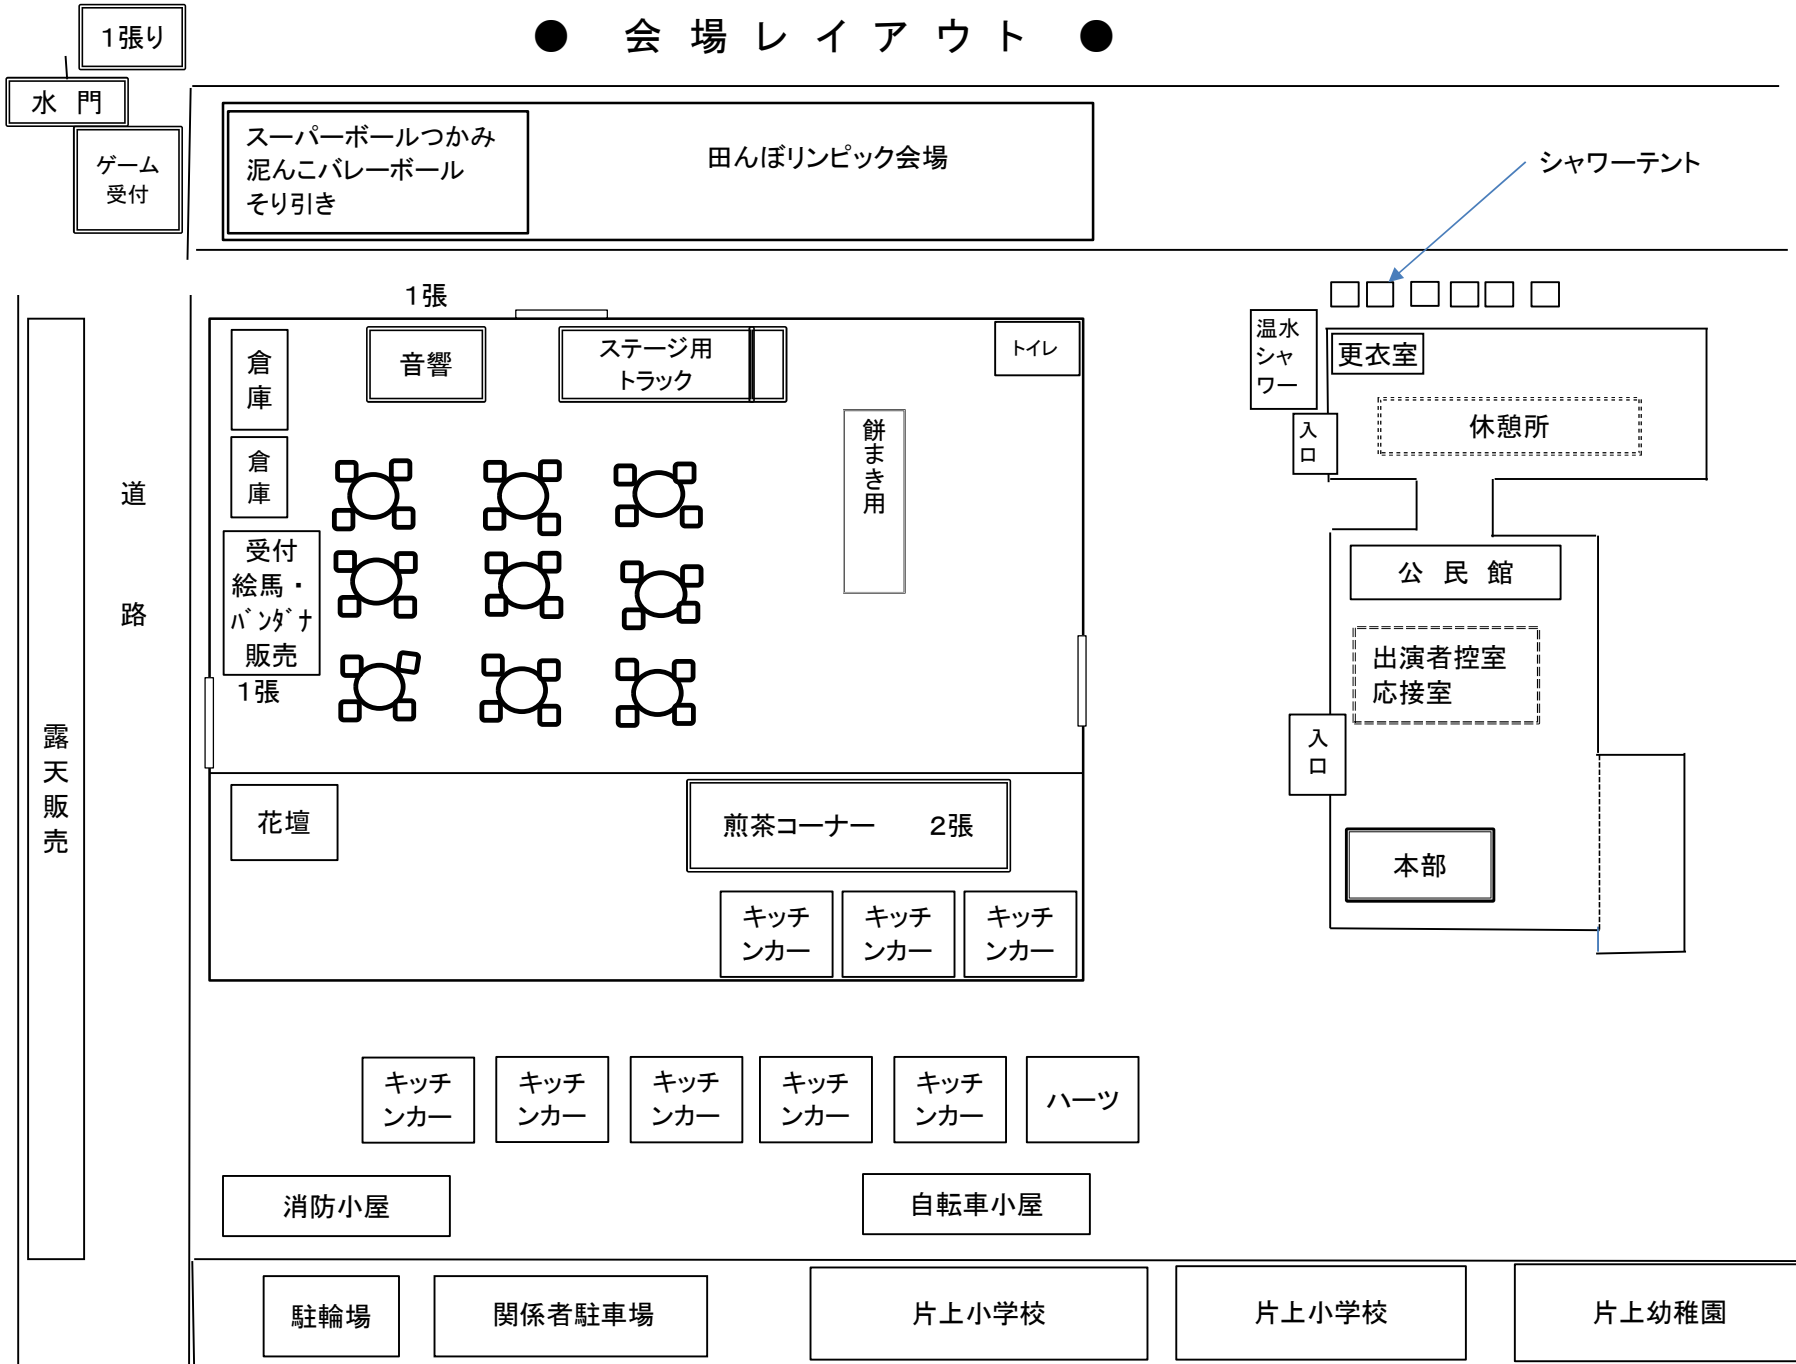 1張り
● 会場レイアウト ●
水 門
ゲーム
受付
スーパーボールつかみ
泥んこバレーボール
そり引き
田んぼリンピック会場
シャワーテント
1張
倉
庫
音響
ステージ用
トラック
トイレ
温水
シャ
ワー
更衣室
休憩所
入
口
倉
庫
餅まき用
道
路
受付
絵馬・
バンダナ
販売
1張
公 民 館
出演者控室
応接室
入
口
露
天
販
売
花壇
煎茶コーナー 2張
本部
キッチ
ンカー
キッチ
ンカー
キッチ
ンカー
キッチ
ンカー
キッチ
ンカー
キッチ
ンカー
キッチ
ンカー
キッチ
ンカー
ハーツ
消防小屋
自転車小屋
駐輪場
関係者駐車場
片上小学校
片上小学校
片上幼稚園